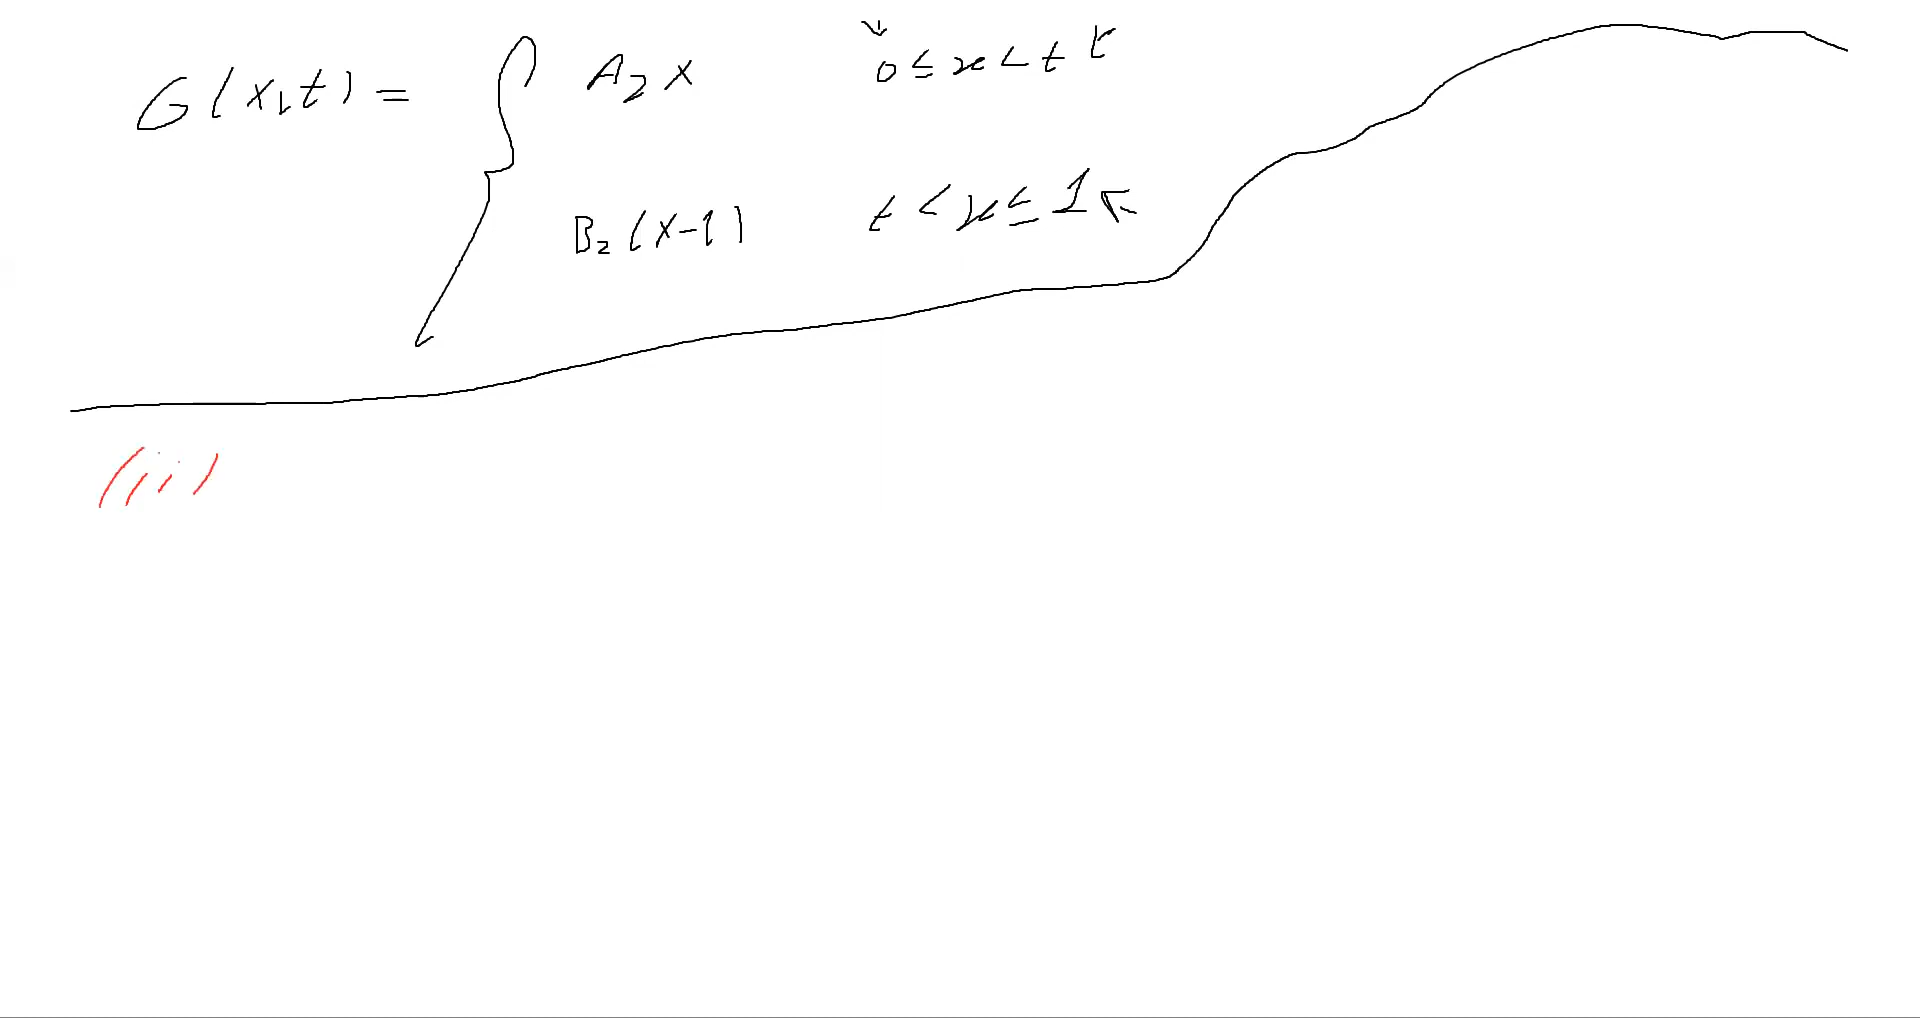 G(x,t) = { A₂x 0 ≤ x < t
B₂(x-1) t < x ≤ 1
(ii)